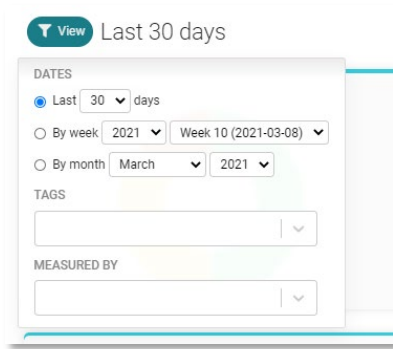 View Last 30 days
DATES
Last 30 days
By week 2021 Week 10 (2021-03-08)
By month March 2021
TAGS
MEASURED BY